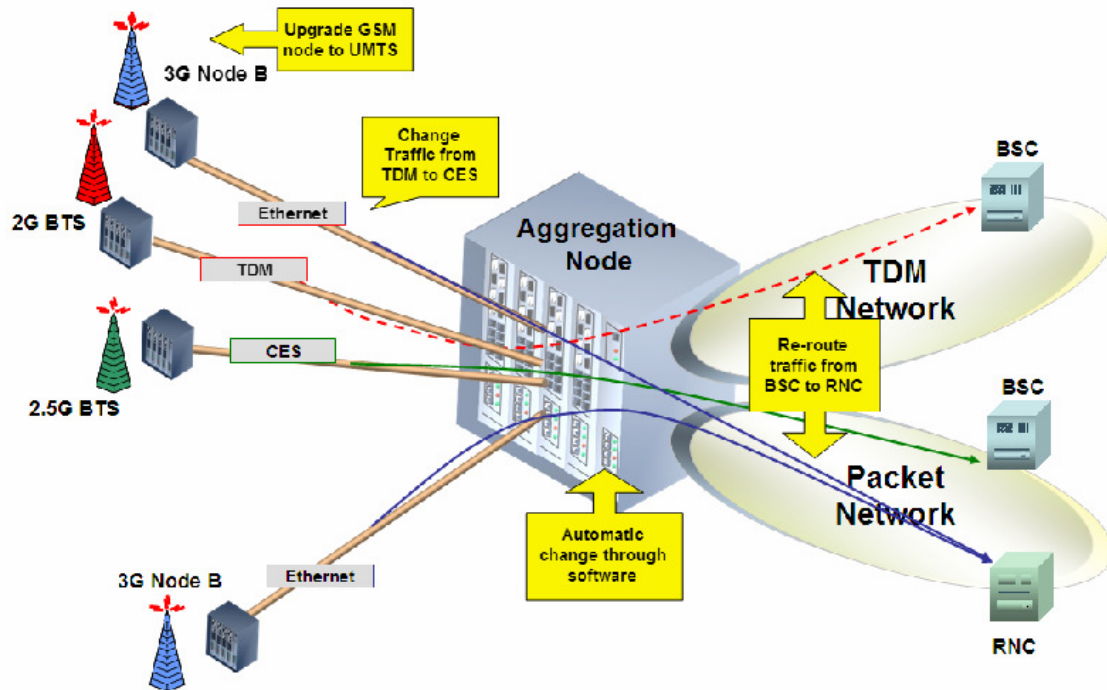 Upgrade GSM
node to UMTS
3G Node B
Change
Traffic from
TDM to CES
BSC
2G BTS
Ethernet
Aggregation
Node
TDM
TDM
Network
CES
Re-route
traffic from
BSC to RNC
2.5G BTS
BSC
Packet
Network
Automatic
change through
software
3G Node B
Ethernet
RNC